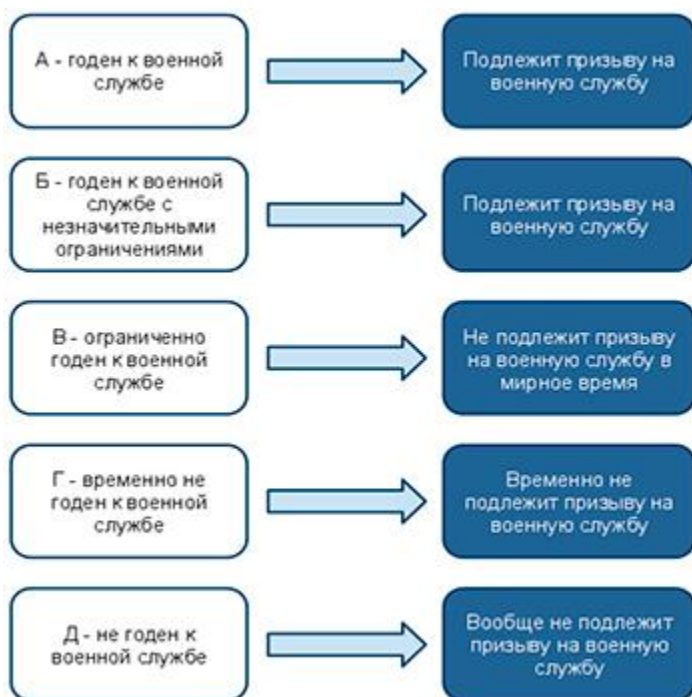 А - годен к военной
службе
Подлежит призыву на
военную службу
Б - годен к военной
службе с
незначительными
ограничениями
Подлежит призыву на
военную службу
В - ограниченно
годен к военной
службе
Не подлежит призыву
на военную службу в
мирное время
Г - временно не
годен к военной
службе
Временно не
подлежит призыву на
военную службу
Д - не годен к
военной службе
Вообще не подлежит
призыву на военную
службу